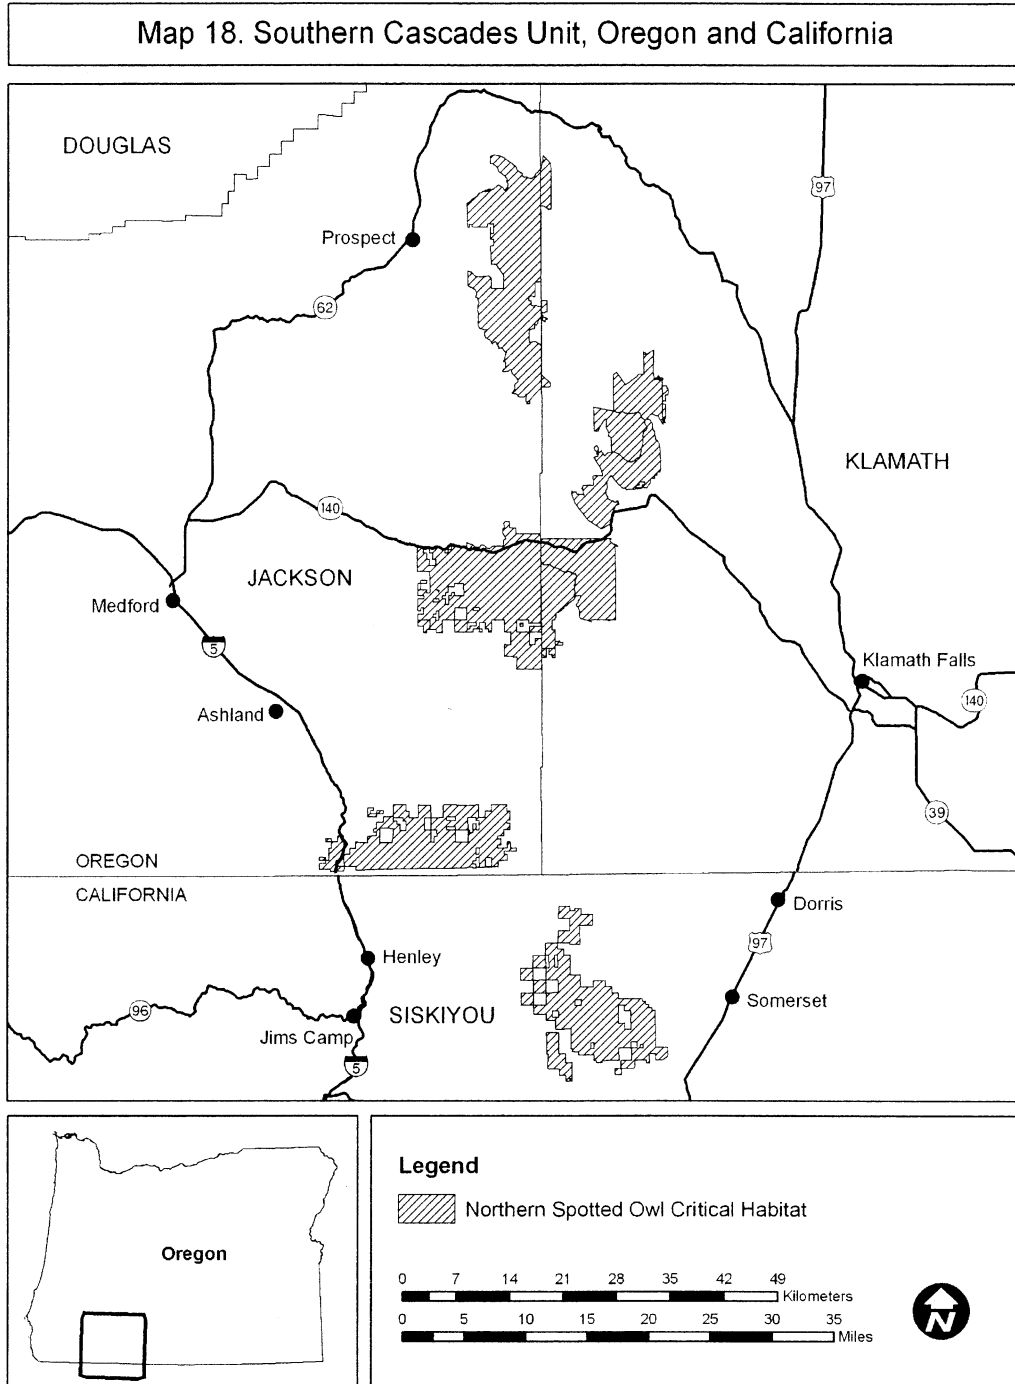 Map 18. Southern Cascades Unit, Oregon and California
DOUGLAS
97
Prospect
62
KLAMATH
140
JACKSON
Medford
5
Klamath Falls
140
Ashland
39
OREGON
CALIFORNIA
Dorris
97
Henley
Somerset
96
SISKIYOU
Jims Camp
5
Oregon
Legend
Northern Spotted Owl Critical Habitat
0 7 14 21 28 35 42 49
Kilometers
0 5 10 15 20 25 30 35
Miles
N